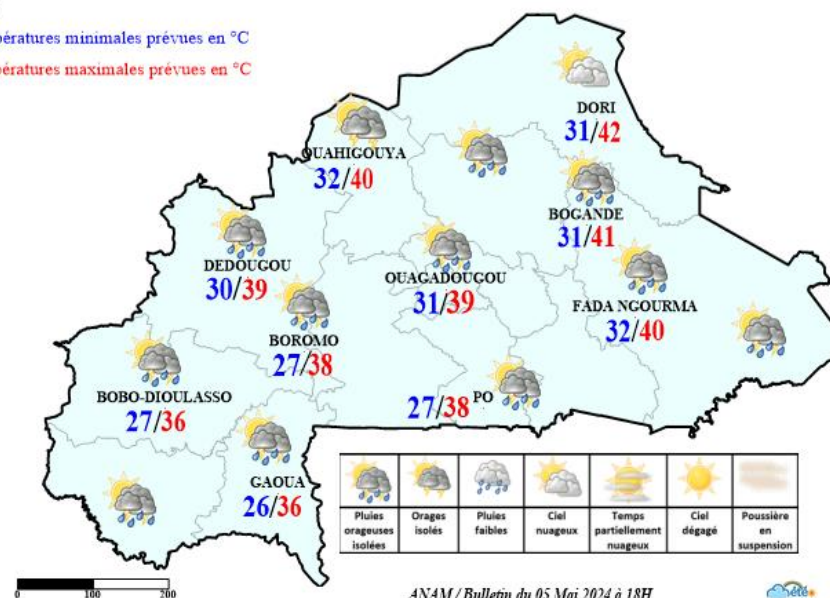 pératures minimales prévues en °C
pératures maximales prévues en °C
DORI
31/42
OUAHIGOUYA
32/40
BOGANDE
31/41
DEDOUGOU
30/39
OUAGADOUGOU
31/39
FADA NGOURMA
32/40
BOROMO
27/38
BOBO-DIOULASSO
27/36
27/38 PO
GAOUA
26/36
Pluies orageuses isolées
Orages isolés
Pluies faibles
Ciel nuageux
Temps partiellement nuageux
Ciel dégagé
Poussière en suspension
0 100 200
ANAM / Bulletin du 05 Mai 2024 à 18H
été